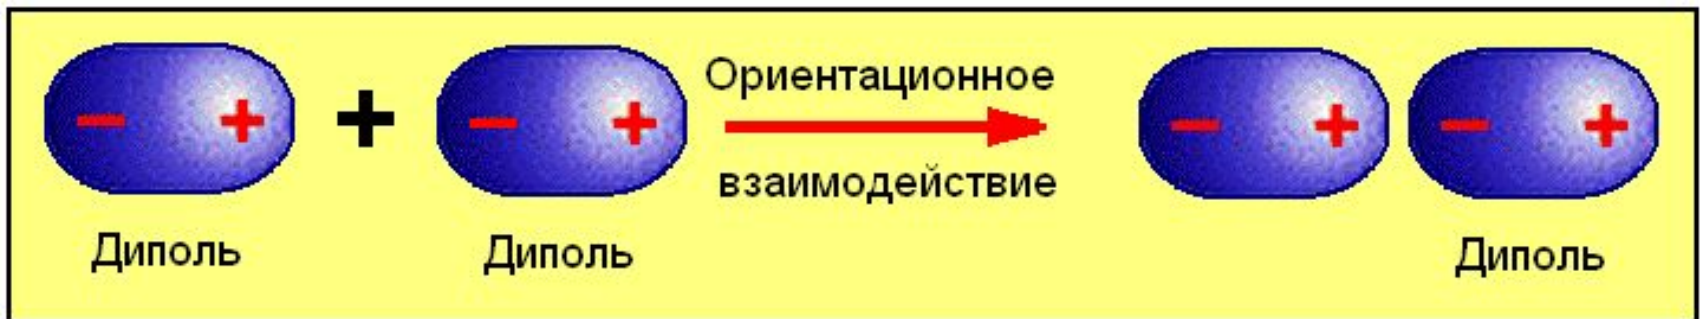 − + + − + Ориентационное взаимодействие − + − +
Диполь Диполь Диполь